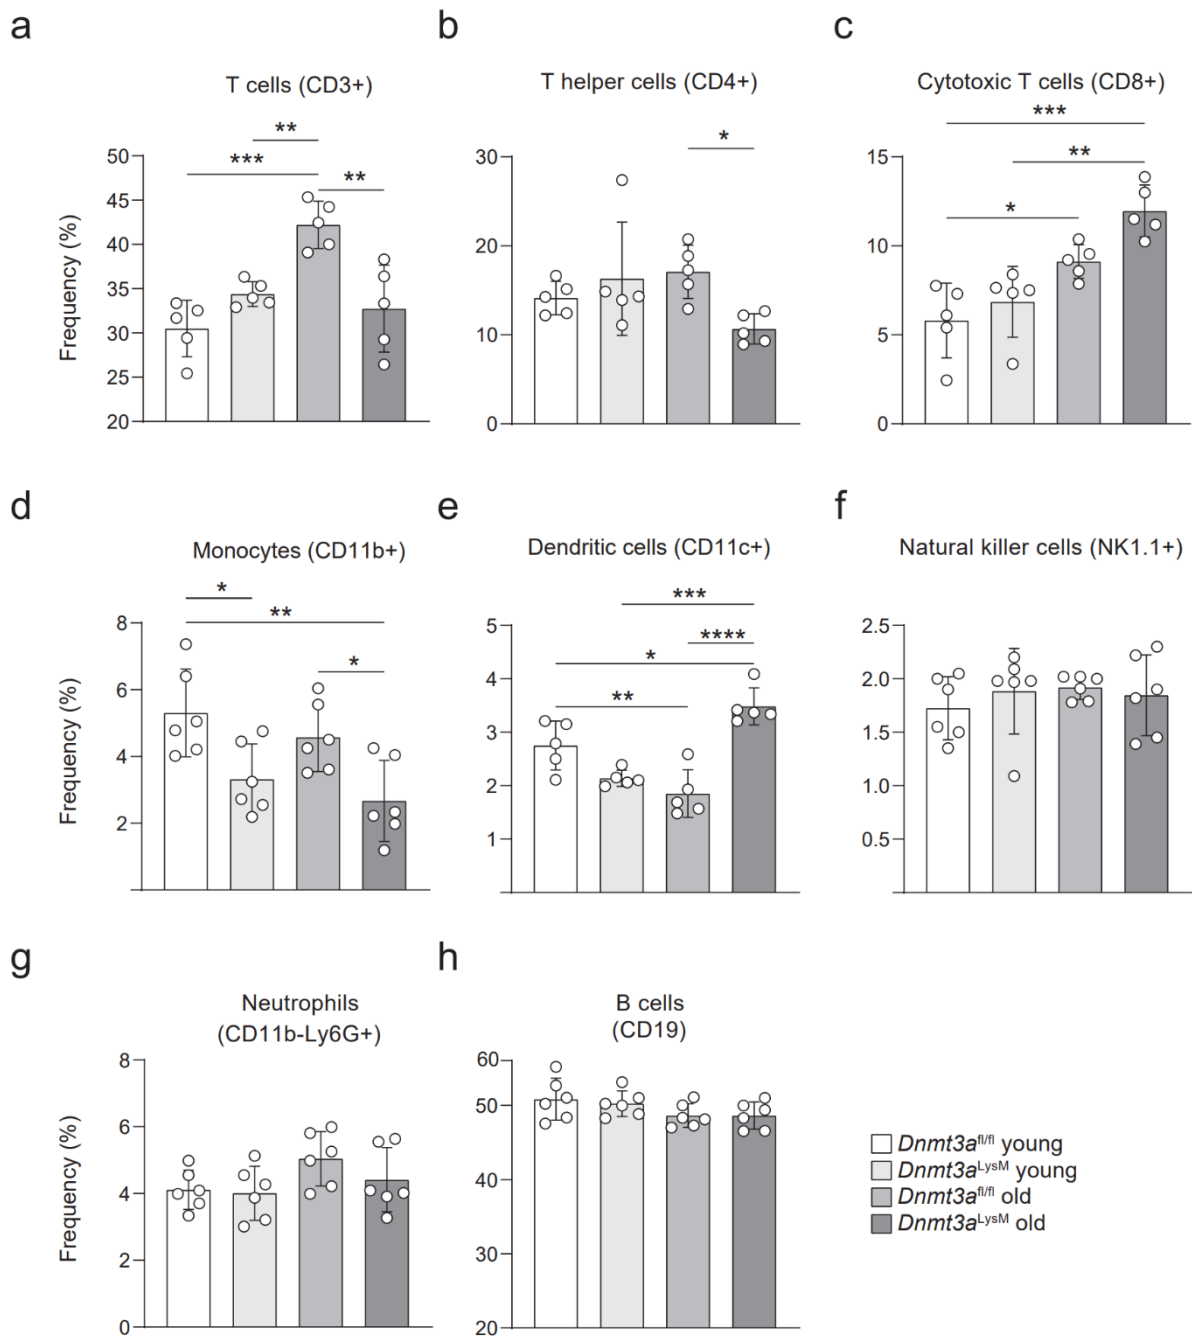 a
b
c
T cells (CD3+)
T helper cells (CD4+)
Cytotoxic T cells (CD8+)
Frequency (%)
50
45
40
35
30
25
20
***
**
**
30
20
10
0
*
15
10
5
0
***
**
*
d
e
f
Monocytes (CD11b+)
Dendritic cells (CD11c+)
Natural killer cells (NK1.1+)
Frequency (%)
8
6
4
2
*
**
*
5
4
3
2
1
***
****
*
**
2.5
2.0
1.5
1.0
0.5
g
h
Neutrophils
(CD11b-Ly6G+)
B cells
(CD19)
Frequency (%)
8
6
4
2
0
60
50
40
30
20
Dnmt3afl/fl young
Dnmt3aLysM young
Dnmt3afl/fl old
Dnmt3aLysM old